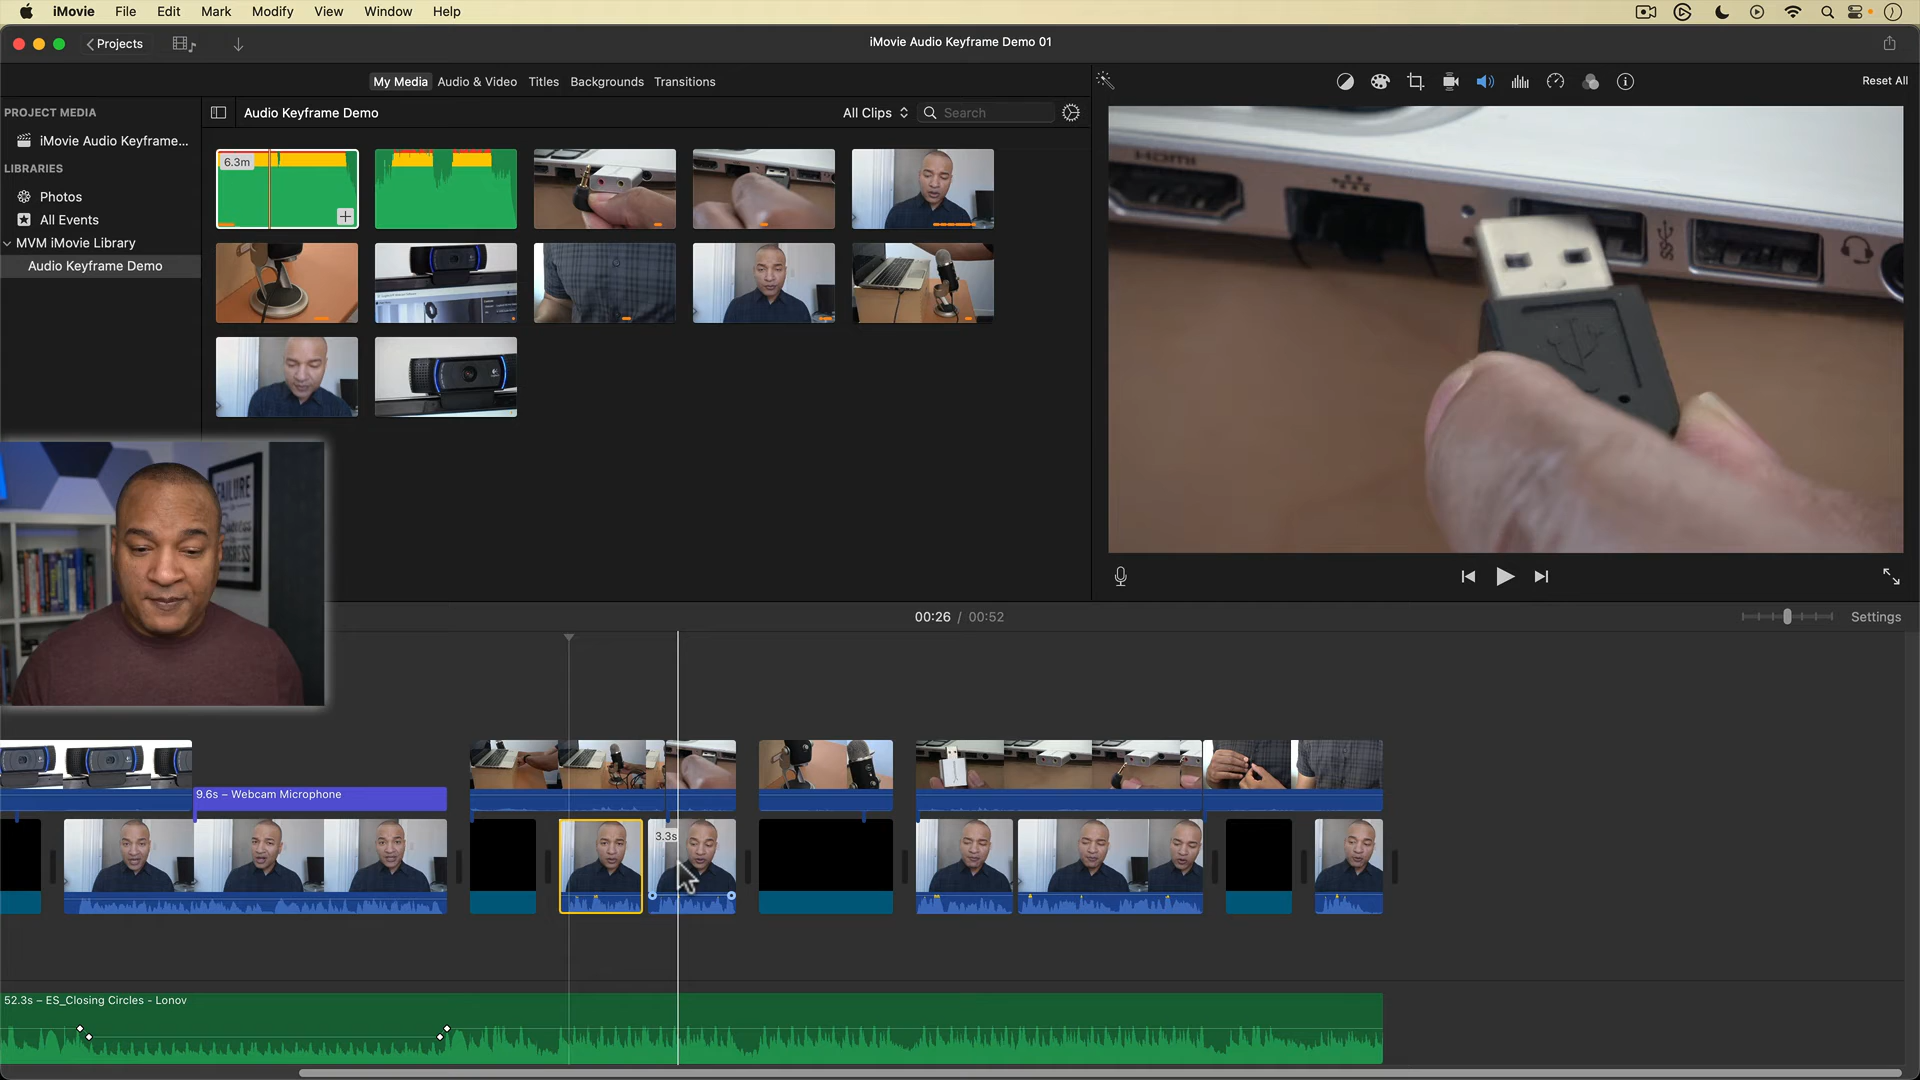 iMovie File Edit Mark Modify View Window Help
Projects
iMovie Audio Keyframe Demo 01
My Media Audio & Video Titles Backgrounds Transitions
Reset All
PROJECT MEDIA
iMovie Audio Keyframe...
LIBRARIES
Photos
All Events
MVM iMovie Library
Audio Keyframe Demo
Audio Keyframe Demo
All Clips
Search
6.3m
HDMI
FAILURE
PROGRESS
00:26 / 00:52
Settings
9.6s – Webcam Microphone
3.3s
52.3s – ES_Closing Circles - Lonov